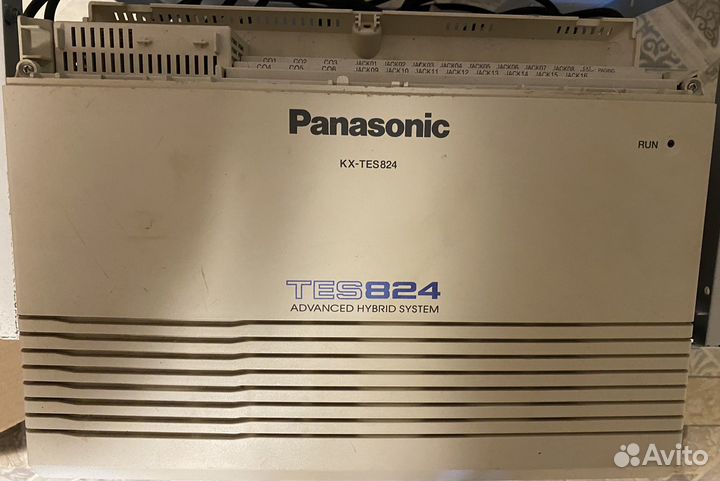 CO1 CO2 CO3 JACK01 JACK02 JACK03 JACK04 JACK05 JACK06 JACK07 JACK08
CO4 CO5 CO6 JACK09 JACK10 JACK11 JACK12 JACK13 JACK14 JACK15 JACK16
Panasonic
RUN
KX-TES824
TES824
ADVANCED HYBRID SYSTEM
Avito